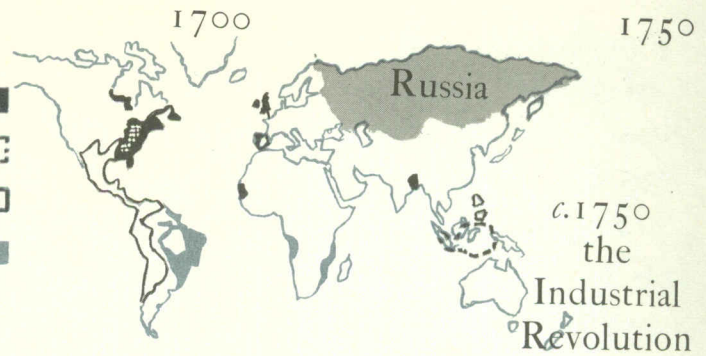 1700
1750
Russia
c.1750
the
Industrial
Revolution